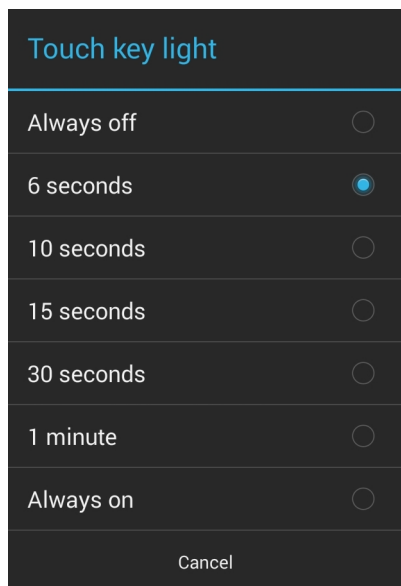 Touch key light
Always off
6 seconds
10 seconds
15 seconds
30 seconds
1 minute
Always on
Cancel